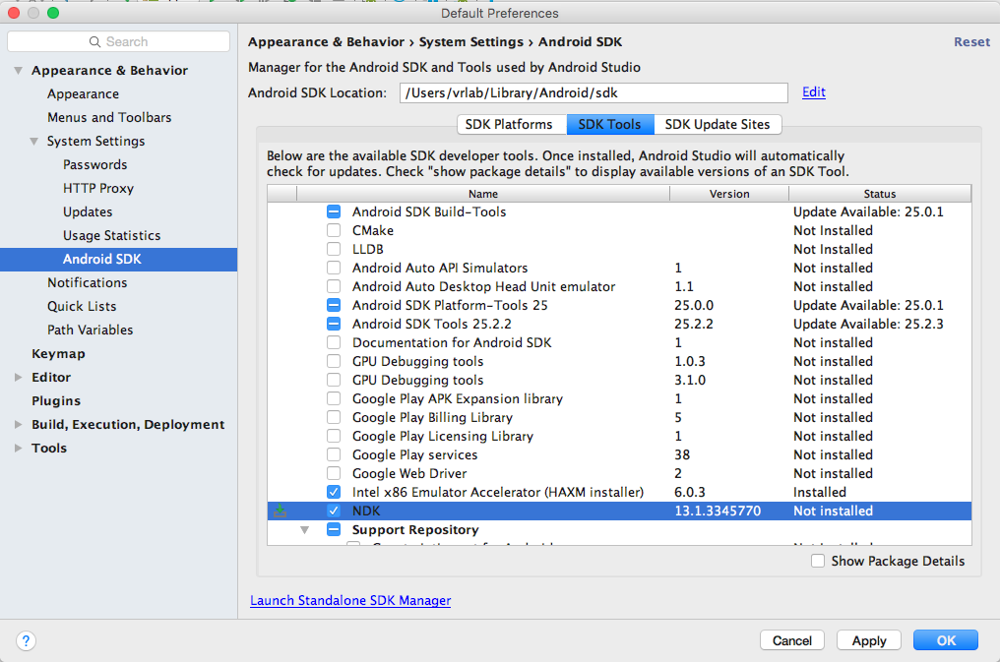 Default Preferences
Search
Appearance & Behavior
Appearance
Menus and Toolbars
System Settings
Passwords
HTTP Proxy
Updates
Usage Statistics
Android SDK
Notifications
Quick Lists
Path Variables
Keymap
Editor
Plugins
Build, Execution, Deployment
Tools
Appearance & Behavior › System Settings › Android SDK
Reset
Manager for the Android SDK and Tools used by Android Studio
Android SDK Location: /Users/vrlab/Library/Android/sdk Edit
SDK Platforms SDK Tools SDK Update Sites
Below are the available SDK developer tools. Once installed, Android Studio will automatically
check for updates. Check "show package details" to display available versions of an SDK Tool.
Name Version Status
Android SDK Build-Tools Update Available: 25.0.1
CMake Not Installed
LLDB Not Installed
Android Auto API Simulators 1 Not installed
Android Auto Desktop Head Unit emulator 1.1 Not installed
Android SDK Platform-Tools 25 25.0.0 Update Available: 25.0.1
Android SDK Tools 25.2.2 25.2.2 Update Available: 25.2.3
Documentation for Android SDK 1 Not installed
GPU Debugging tools 1.0.3 Not installed
GPU Debugging tools 3.1.0 Not installed
Google Play APK Expansion library 1 Not installed
Google Play Billing Library 5 Not installed
Google Play Licensing Library 1 Not installed
Google Play services 38 Not installed
Google Web Driver 2 Not installed
Intel x86 Emulator Accelerator (HAXM installer) 6.0.3 Installed
NDK 13.1.3345770 Not installed
Support Repository
Show Package Details
Launch Standalone SDK Manager
? Cancel Apply OK